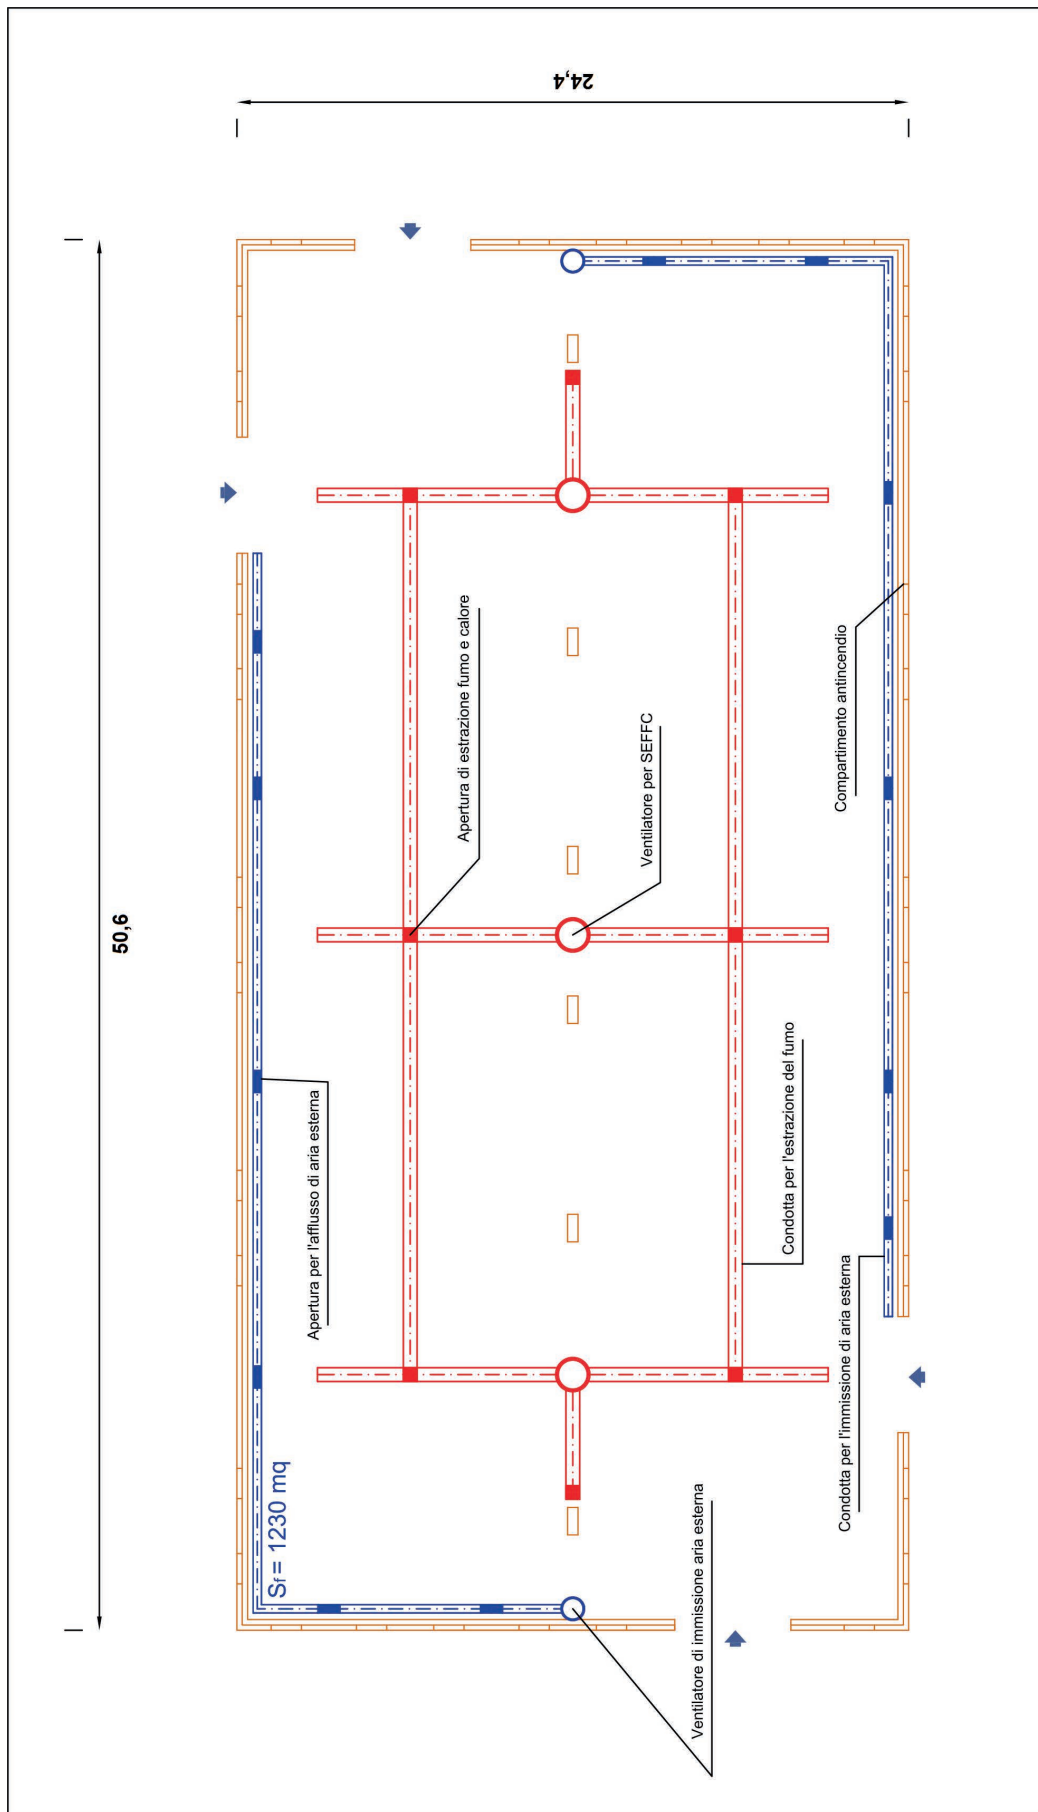 24,4
50,6
Apertura di estrazione fumo e calore
Ventilatore per SEFFC
Compartimento antincendio
Apertura per l'afflusso di aria esterna
Condotta per l'estrazione del fumo
Condotta per l'immissione di aria esterna
Sf = 1230 mq
Ventilatore di immissione aria esterna